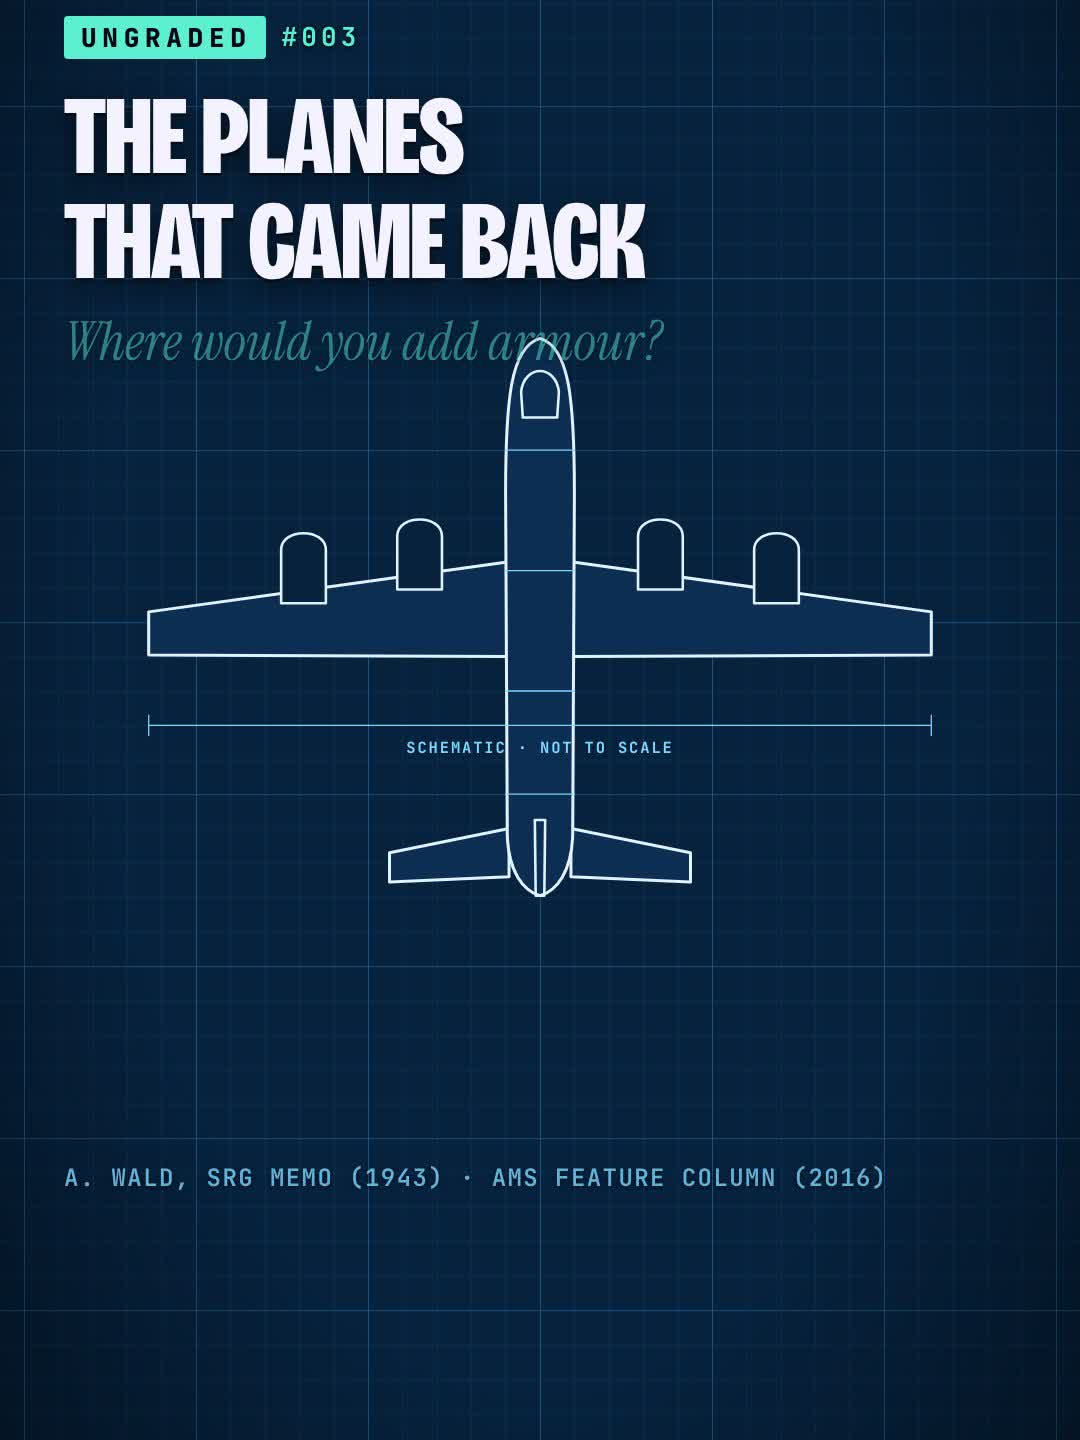 UNGRADED #003
THE PLANES
THAT CAME BACK
Where would you add armour?
SCHEMATIC · NOT TO SCALE
A. WALD, SRG MEMO (1943) · AMS FEATURE COLUMN (2016)